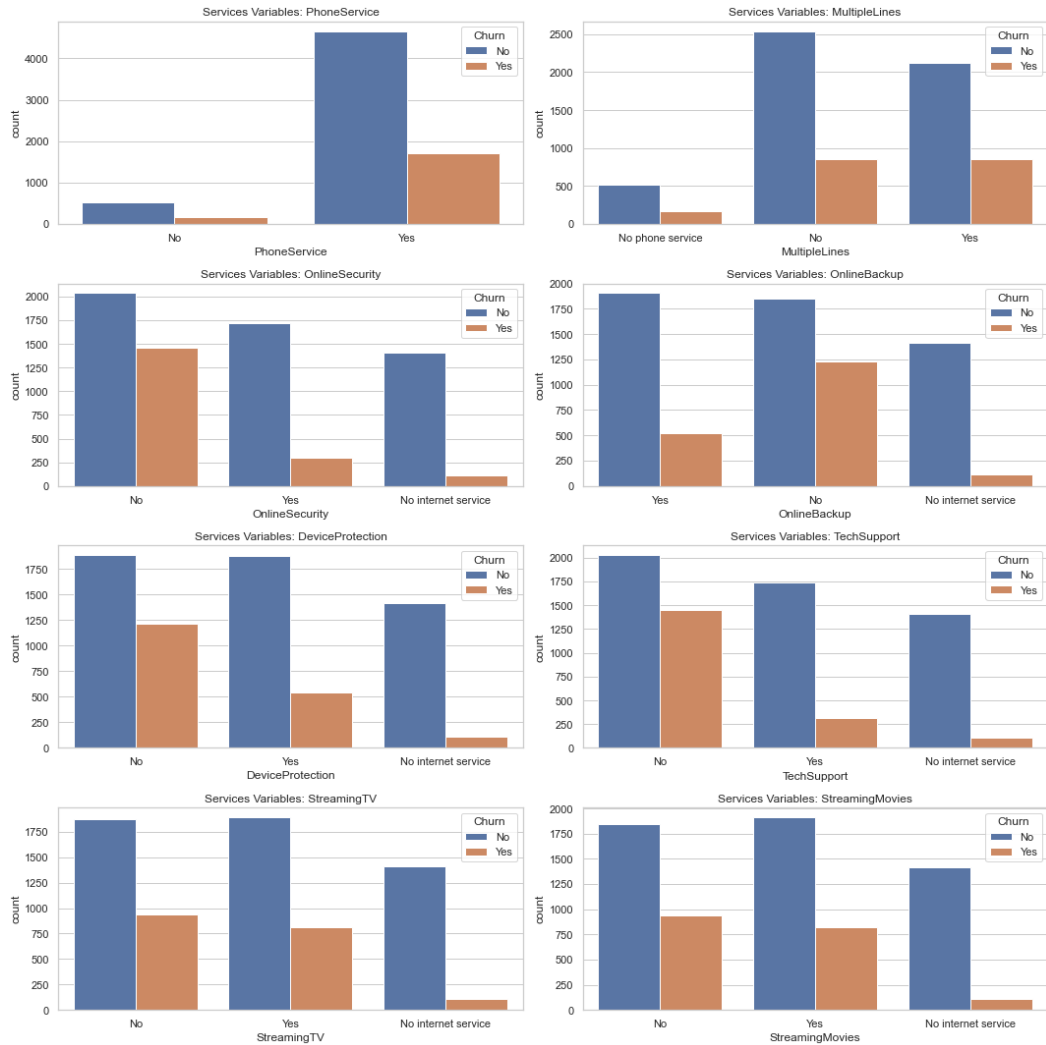 Services Variables: PhoneService
Churn
No
Yes
4000
3000
2000
1000
0
count
No Yes
PhoneService
Services Variables: MultipleLines
Churn
No
Yes
2500
2000
1500
1000
500
0
count
No phone service No Yes
MultipleLines
Services Variables: OnlineSecurity
Churn
No
Yes
2000
1750
1500
1250
1000
750
500
250
0
count
No Yes No internet service
OnlineSecurity
Services Variables: OnlineBackup
Churn
No
Yes
2000
1750
1500
1250
1000
750
500
250
0
count
Yes No No internet service
OnlineBackup
Services Variables: DeviceProtection
Churn
No
Yes
1750
1500
1250
1000
750
500
250
0
count
No Yes No internet service
DeviceProtection
Services Variables: TechSupport
Churn
No
Yes
2000
1750
1500
1250
1000
750
500
250
0
count
No Yes No internet service
TechSupport
Services Variables: StreamingTV
Churn
No
Yes
1750
1500
1250
1000
750
500
250
0
count
No Yes No internet service
StreamingTV
Services Variables: StreamingMovies
Churn
No
Yes
2000
1750
1500
1250
1000
750
500
250
0
count
No Yes No internet service
StreamingMovies